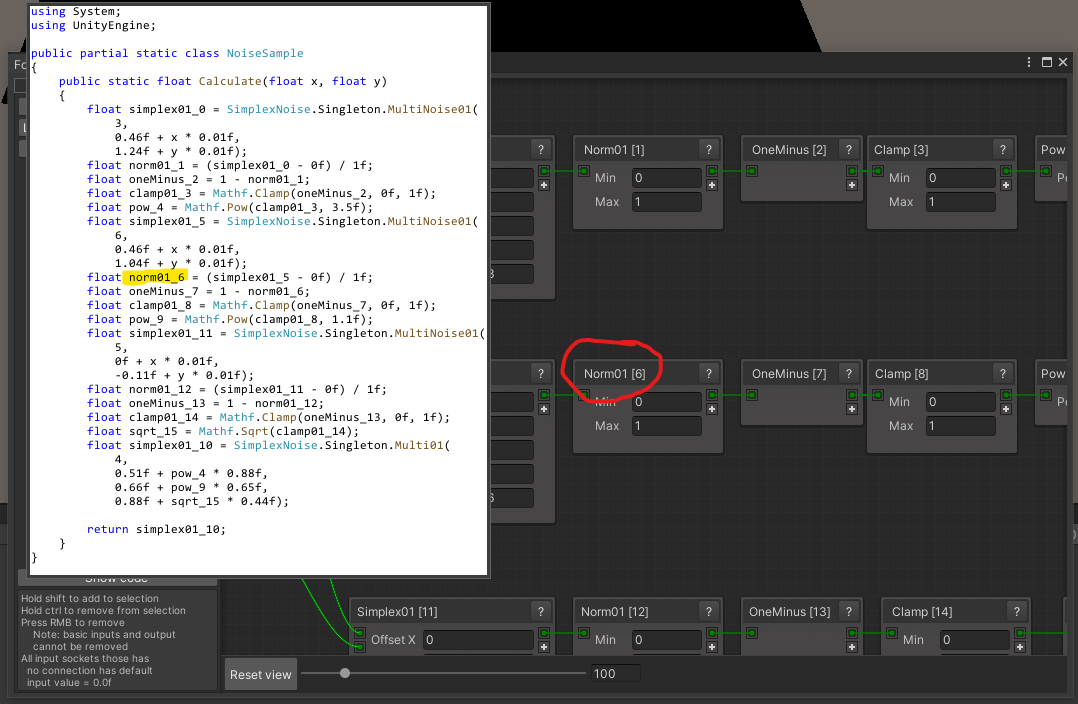 using System;
using UnityEngine;
public partial static class NoiseSample
{
public static float Calculate(float x, float y)
{
float simplex01_0 = SimplexNoise.Singleton.MultiNoise01(
3,
0.46f + x * 0.01f,
1.24f + y * 0.01f);
float norm01_1 = (simplex01_0 - 0f) / 1f;
float oneMinus_2 = 1 - norm01_1;
float clamp01_3 = Mathf.Clamp(oneMinus_2, 0f, 1f);
float pow_4 = Mathf.Pow(clamp01_3, 3.5f);
float simplex01_5 = SimplexNoise.Singleton.MultiNoise01(
6,
0.46f + x * 0.01f,
1.04f + y * 0.01f);
float norm01_6 = (simplex01_5 - 0f) / 1f;
float oneMinus_7 = 1 - norm01_6;
float clamp01_8 = Mathf.Clamp(oneMinus_7, 0f, 1f);
float pow_9 = Mathf.Pow(clamp01_8, 1.1f);
float simplex01_11 = SimplexNoise.Singleton.MultiNoise01(
5,
0f + x * 0.01f,
-0.11f + y * 0.01f);
float norm01_12 = (simplex01_11 - 0f) / 1f;
float oneMinus_13 = 1 - norm01_12;
float clamp01_14 = Mathf.Clamp(oneMinus_13, 0f, 1f);
float sqrt_15 = Mathf.Sqrt(clamp01_14);
float simplex01_10 = SimplexNoise.Singleton.Multi01(
4,
0.51f + pow_4 * 0.88f,
0.66f + pow_9 * 0.65f,
0.88f + sqrt_15 * 0.44f);
return simplex01_10;
}
}
? Norm01 [1] ? OneMinus [2] ? Clamp [3] ? Pow
Min 0 Min 0
Max 1 Max 1
? Norm01 [6] ? OneMinus [7] ? Clamp [8] ? Pow
Min 0 Min 0
Max 1 Max 1
Show code
Hold shift to add to selection
Hold ctrl to remove from selection
Press RMB to remove
Note: basic inputs and output
cannot be removed
All input sockets those has
no connection has default
input value = 0.0f
Simplex01 [11] ? Norm01 [12] ? OneMinus [13] ? Clamp [14] ?
Offset X 0 Min 0 Min 0
Reset view 100